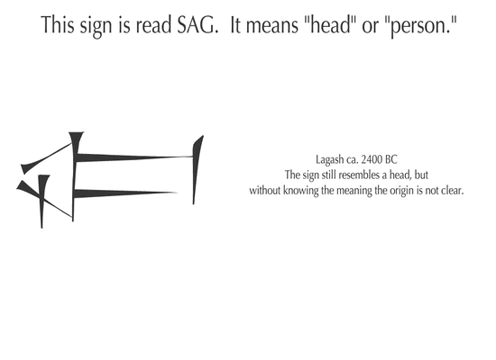 This sign is read SAG.  It means "head" or "person."
𒊕
Lagash ca. 2400 BC
The sign still resembles a head, but
without knowing the meaning the origin is not clear.